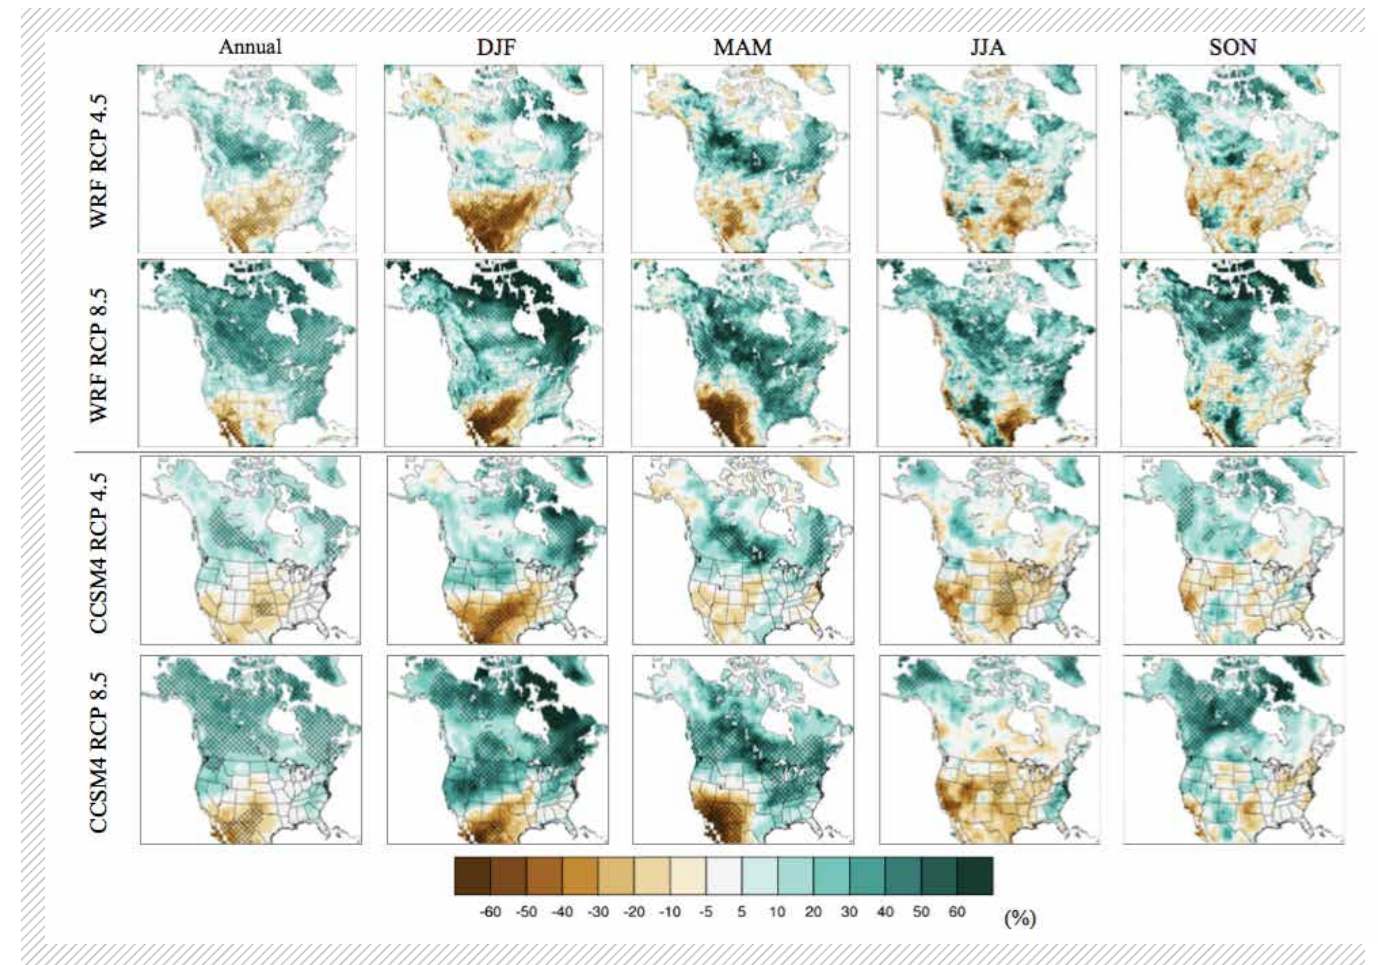 Annual DJF MAM JJA SON
WRF RCP 4.5
WRF RCP 8.5
CCSM4 RCP 4.5
CCSM4 RCP 8.5
-60 -50 -40 -30 -20 -10 -5 5 10 20 30 40 50 60
(%)